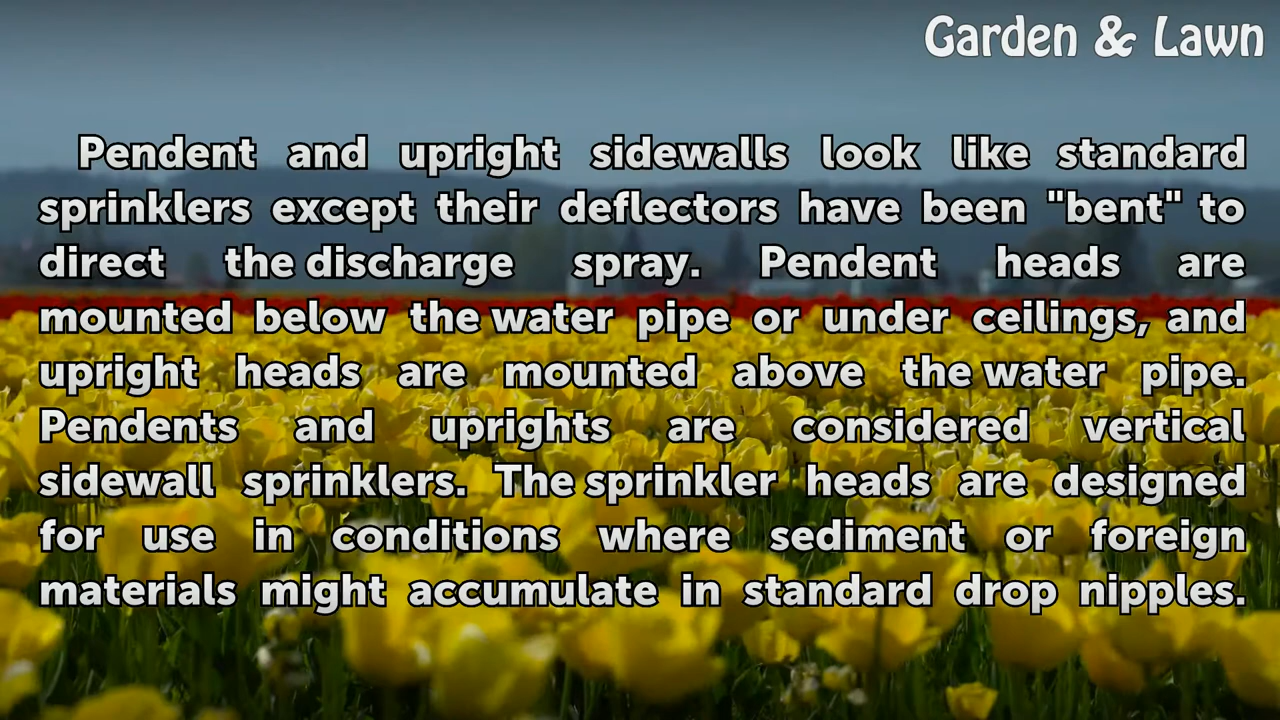 Garden & Lawn
Pendent and upright sidewalls look like standard
sprinklers except their deflectors have been "bent" to
direct the discharge spray. Pendent heads are
mounted below the water pipe or under ceilings, and
upright heads are mounted above the water pipe.
Pendents and uprights are considered vertical
sidewall sprinklers. The sprinkler heads are designed
for use in conditions where sediment or foreign
materials might accumulate in standard drop nipples.